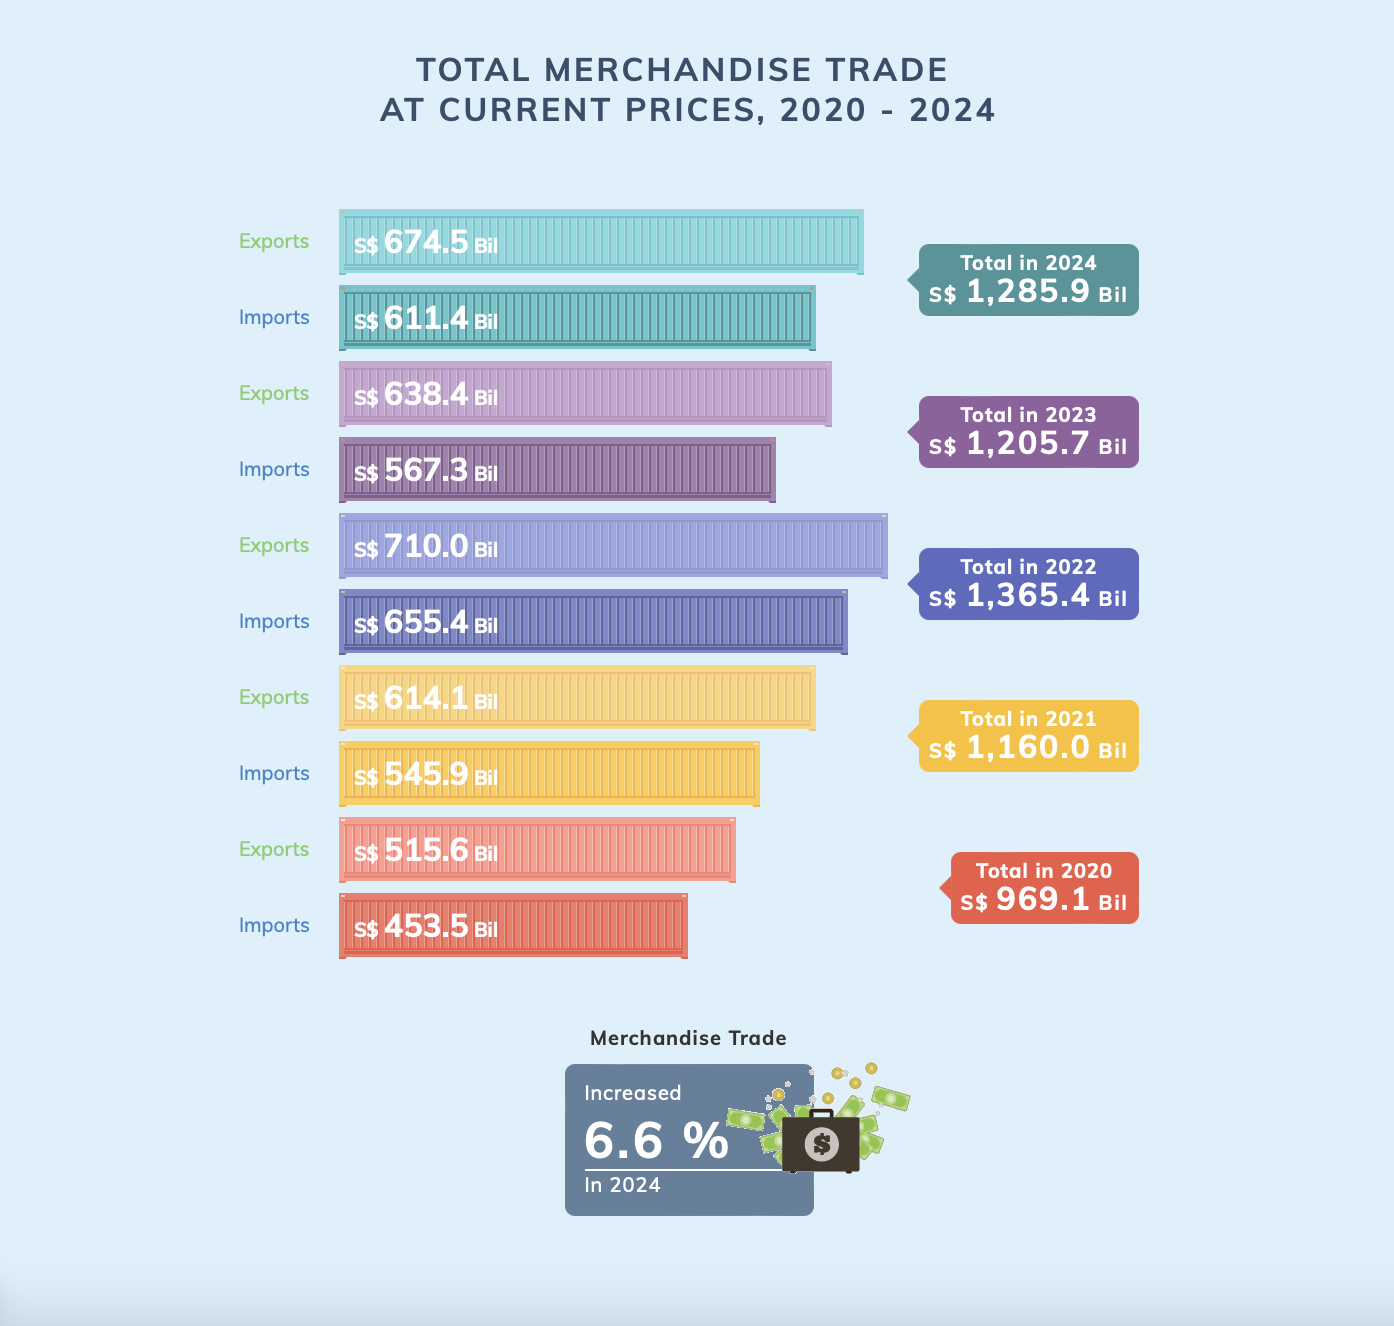 TOTAL MERCHANDISE TRADE
AT CURRENT PRICES, 2020 - 2024
Exports
S$ 674.5 Bil
Imports
S$ 611.4 Bil
Total in 2024
S$ 1,285.9 Bil
Exports
S$ 638.4 Bil
Imports
S$ 567.3 Bil
Total in 2023
S$ 1,205.7 Bil
Exports
S$ 710.0 Bil
Imports
S$ 655.4 Bil
Total in 2022
S$ 1,365.4 Bil
Exports
S$ 614.1 Bil
Imports
S$ 545.9 Bil
Total in 2021
S$ 1,160.0 Bil
Exports
S$ 515.6 Bil
Imports
S$ 453.5 Bil
Total in 2020
S$ 969.1 Bil
Merchandise Trade
Increased
6.6 %
In 2024
$